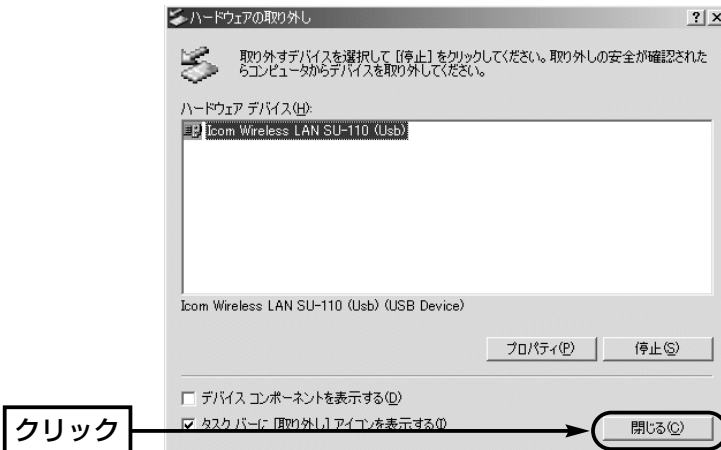 ハードウェアの取り外し
取り外すデバイスを選択して [停止] をクリックしてください。取り外しの安全が確認された
らコンピュータからデバイスを取り外してください。
ハードウェア デバイス(H):
Icom Wireless LAN SU-110 (Usb)
Icom Wireless LAN SU-110 (Usb) (USB Device)
プロパティ(P) 停止(S)
デバイス コンポーネントを表示する(D)
タスク バーに [取り外し] アイコンを表示する(I)
クリック
閉じる(C)